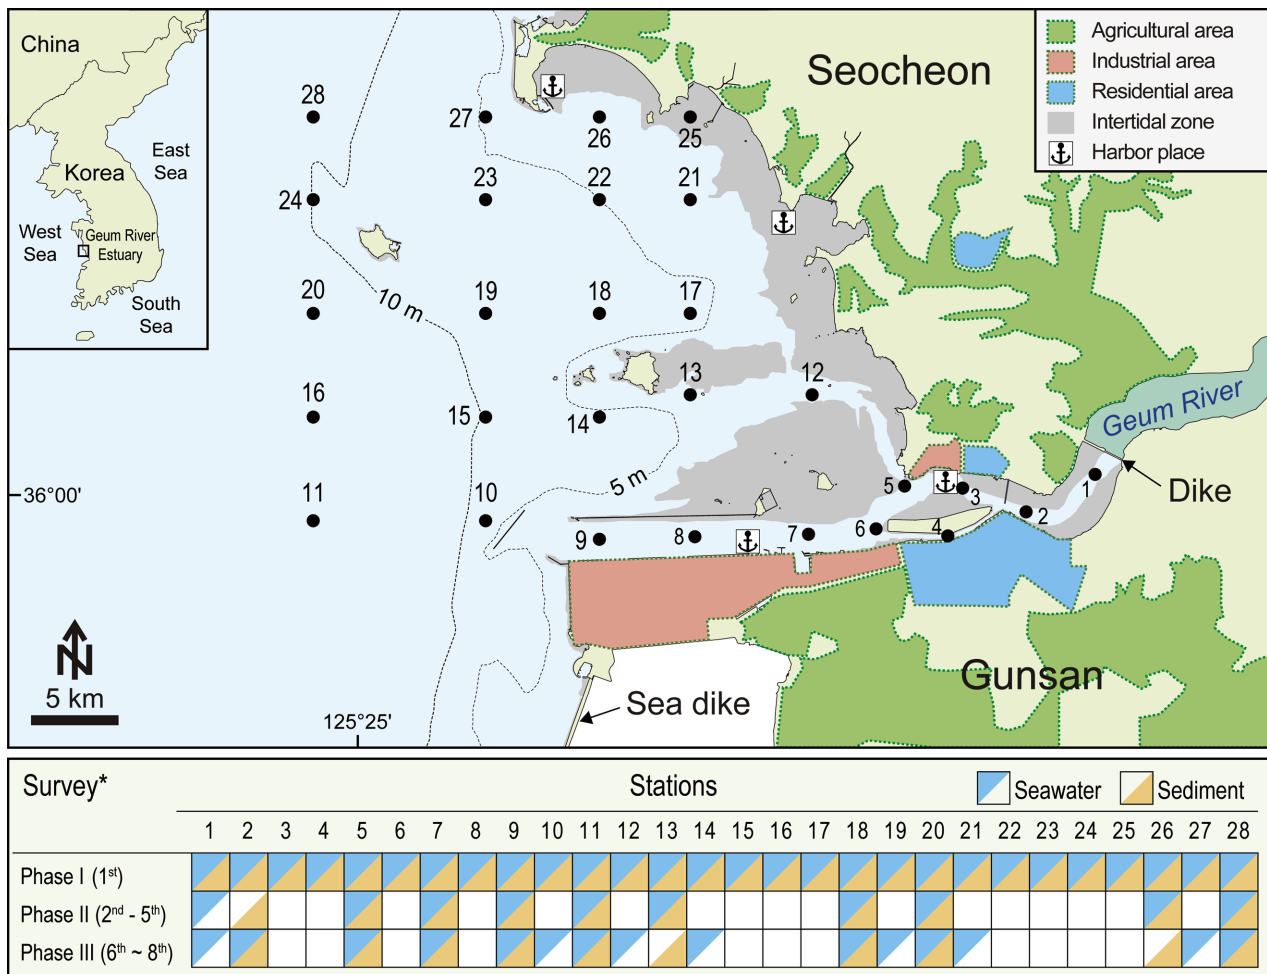 China
Korea
East
Sea
West
Sea
Geum River
Estuary
South
Sea
Seocheon
Agricultural area
Industrial area
Residential area
Intertidal zone
Harbor place
28
27
26
25
24
23
22
21
20
19
18
17
10 m
16
15
14
13
12
Geum River
Dike
36°00'
11
10
5 m
9
8
7
6
5
4
3
2
1
Gunsan
Sea dike
N
5 km
125°25'
Survey*
Stations
Seawater
Sediment
1 2 3 4 5 6 7 8 9 10 11 12 13 14 15 16 17 18 19 20 21 22 23 24 25 26 27 28
Phase I (1st)
Phase II (2nd - 5th)
Phase III (6th ~ 8th)